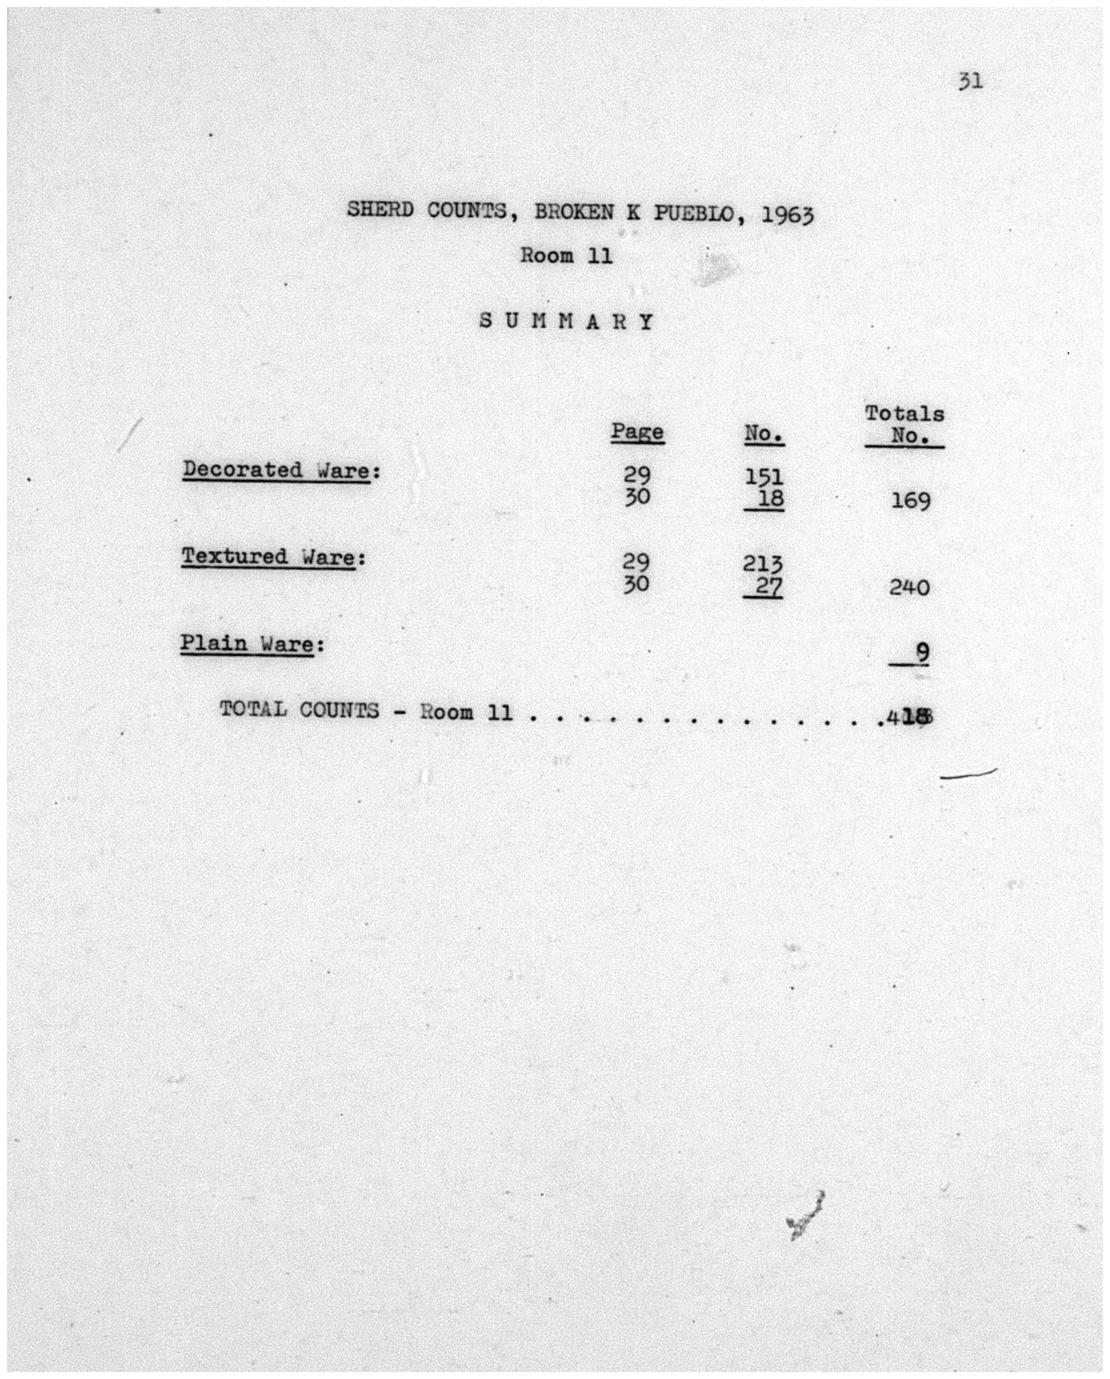 31
SHERD COUNTS, BROKEN K PUEBLO, 1963
Room 11
S U M M A R Y
Totals
Page No. No.
Decorated Ware: 29 151
30 18 169
Textured Ware: 29 213
30 27 240
Plain Ware: 9
TOTAL COUNTS - Room 11 . . . . . . . . . . . . . . 418